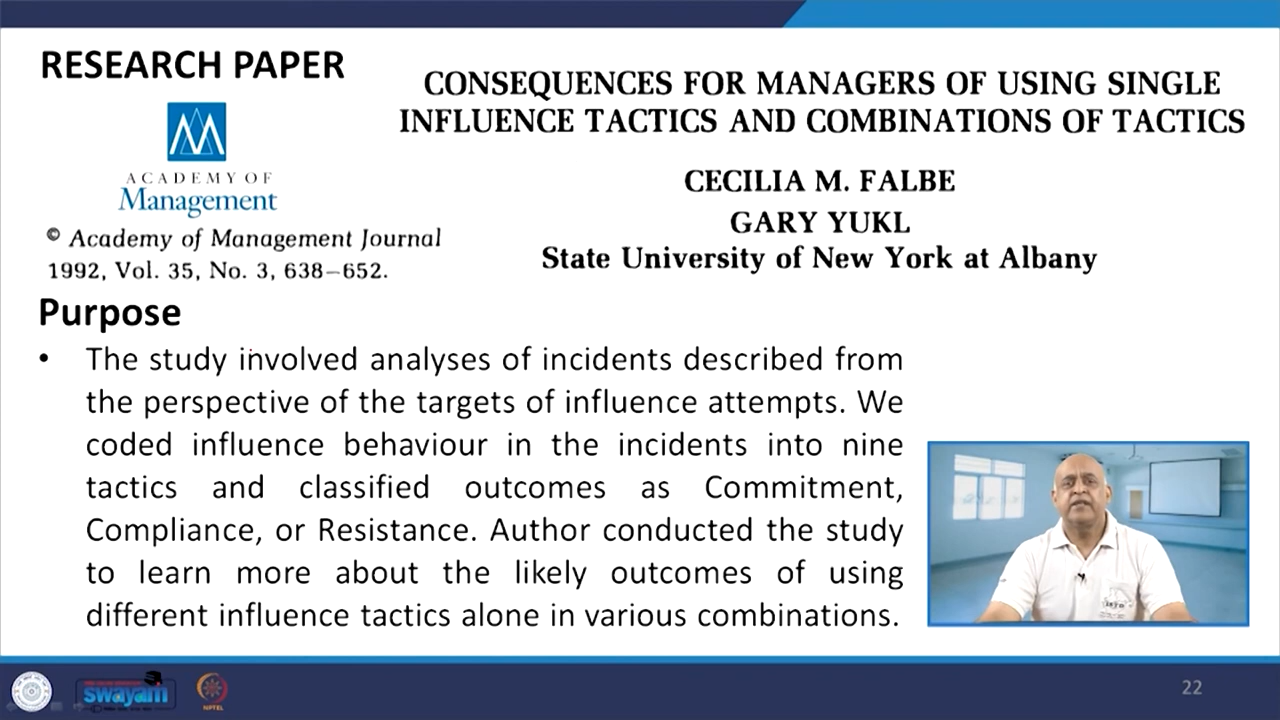 RESEARCH PAPER
CONSEQUENCES FOR MANAGERS OF USING SINGLE
INFLUENCE TACTICS AND COMBINATIONS OF TACTICS
CECILIA M. FALBE
GARY YUKL
State University of New York at Albany
ACADEMY OF
Management
© Academy of Management Journal
1992, Vol. 35, No. 3, 638–652.
Purpose
• The study involved analyses of incidents described from
the perspective of the targets of influence attempts. We
coded influence behaviour in the incidents into nine
tactics and classified outcomes as Commitment,
Compliance, or Resistance. Author conducted the study
to learn more about the likely outcomes of using
different influence tactics alone in various combinations.
swayam
NPTEL
22